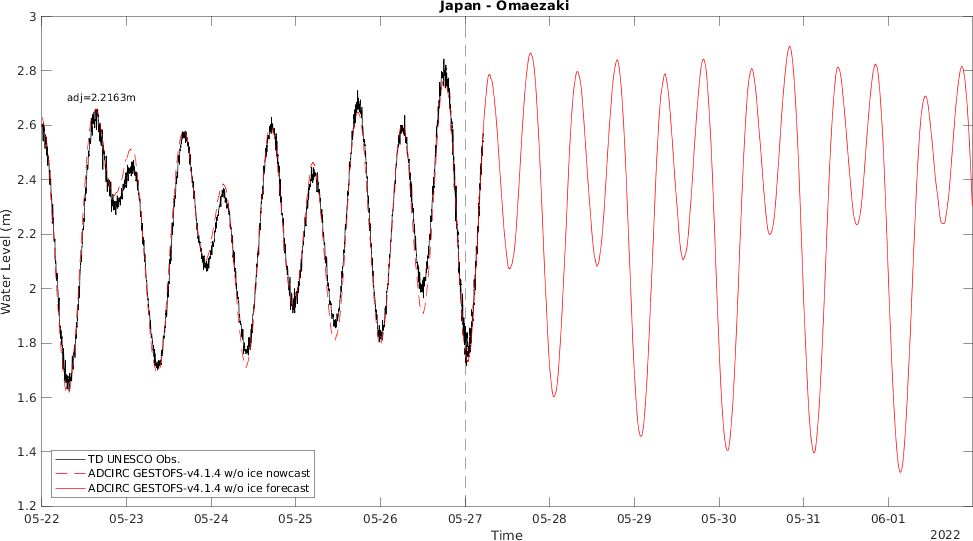 Japan - Omaezaki
3
2.8
2.6
2.4
2.2
2
1.8
1.6
1.4
1.2
Water Level (m)
adj=2.2163m
TD UNESCO Obs.
ADCIRC GESTOFS-v4.1.4 w/o ice nowcast
ADCIRC GESTOFS-v4.1.4 w/o ice forecast
05-22 05-23 05-24 05-25 05-26 05-27 05-28 05-29 05-30 05-31 06-01
Time
2022